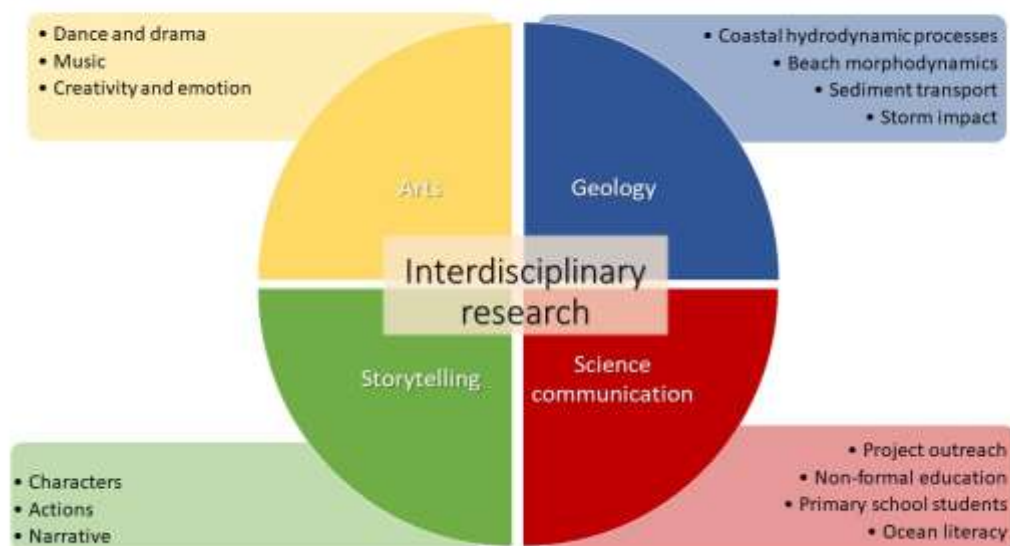 • Dance and drama
• Music
• Creativity and emotion
• Coastal hydrodynamic processes
• Beach morphodynamics
• Sediment transport
• Storm impact
Arts
Geology
Interdisciplinary
research
Storytelling
Science
communication
• Characters
• Actions
• Narrative
• Project outreach
• Non-formal education
• Primary school students
• Ocean literacy